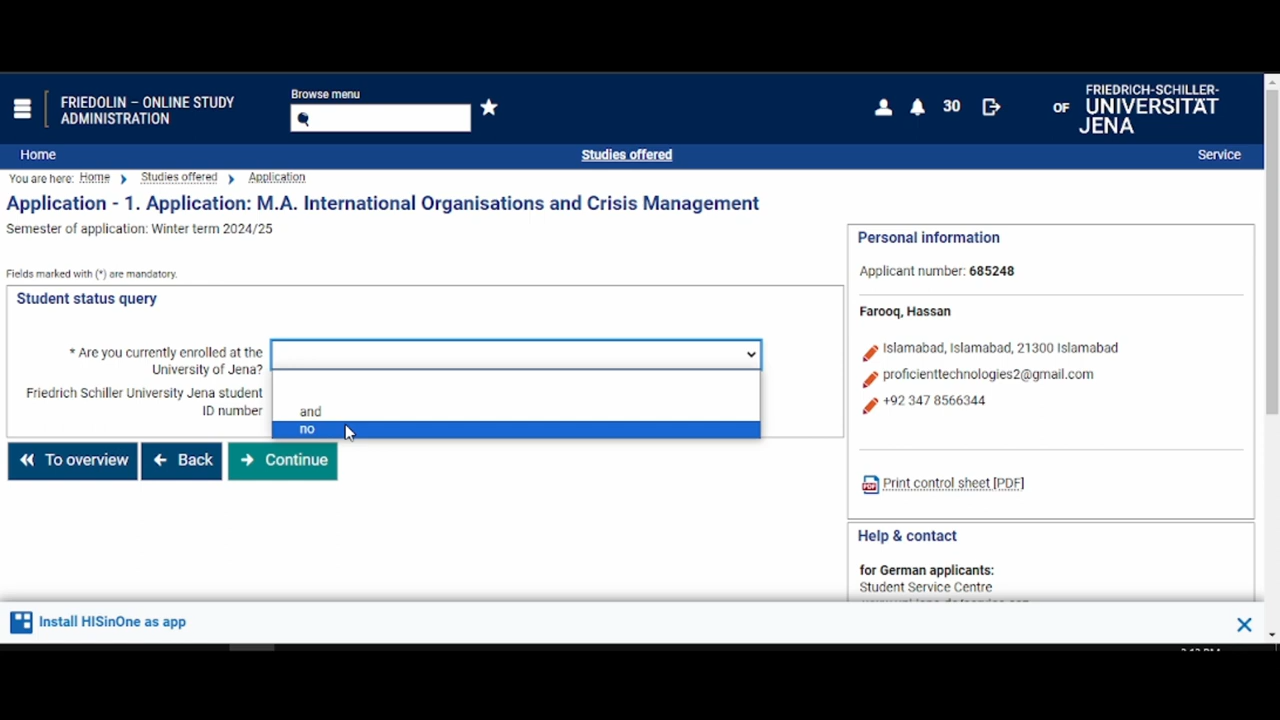 FRIEDOLIN – ONLINE STUDY
ADMINISTRATION
Browse menu
30
OF
FRIEDRICH-SCHILLER-
UNIVERSITÄT
JENA
Home
Studies offered
Service
You are here: Home Studies offered Application
Application - 1. Application: M.A. International Organisations and Crisis Management
Semester of application: Winter term 2024/25
Fields marked with (*) are mandatory.
Student status query
* Are you currently enrolled at the
University of Jena?
Friedrich Schiller University Jena student
ID number
and
no
To overview
Back
Continue
Personal information
Applicant number: 685248
Farooq, Hassan
Islamabad, Islamabad, 21300 Islamabad
proficienttechnologies2@gmail.com
+92 347 8566344
PDF
Print control sheet [PDF]
Help & contact
for German applicants:
Student Service Centre
Install HISinOne as app